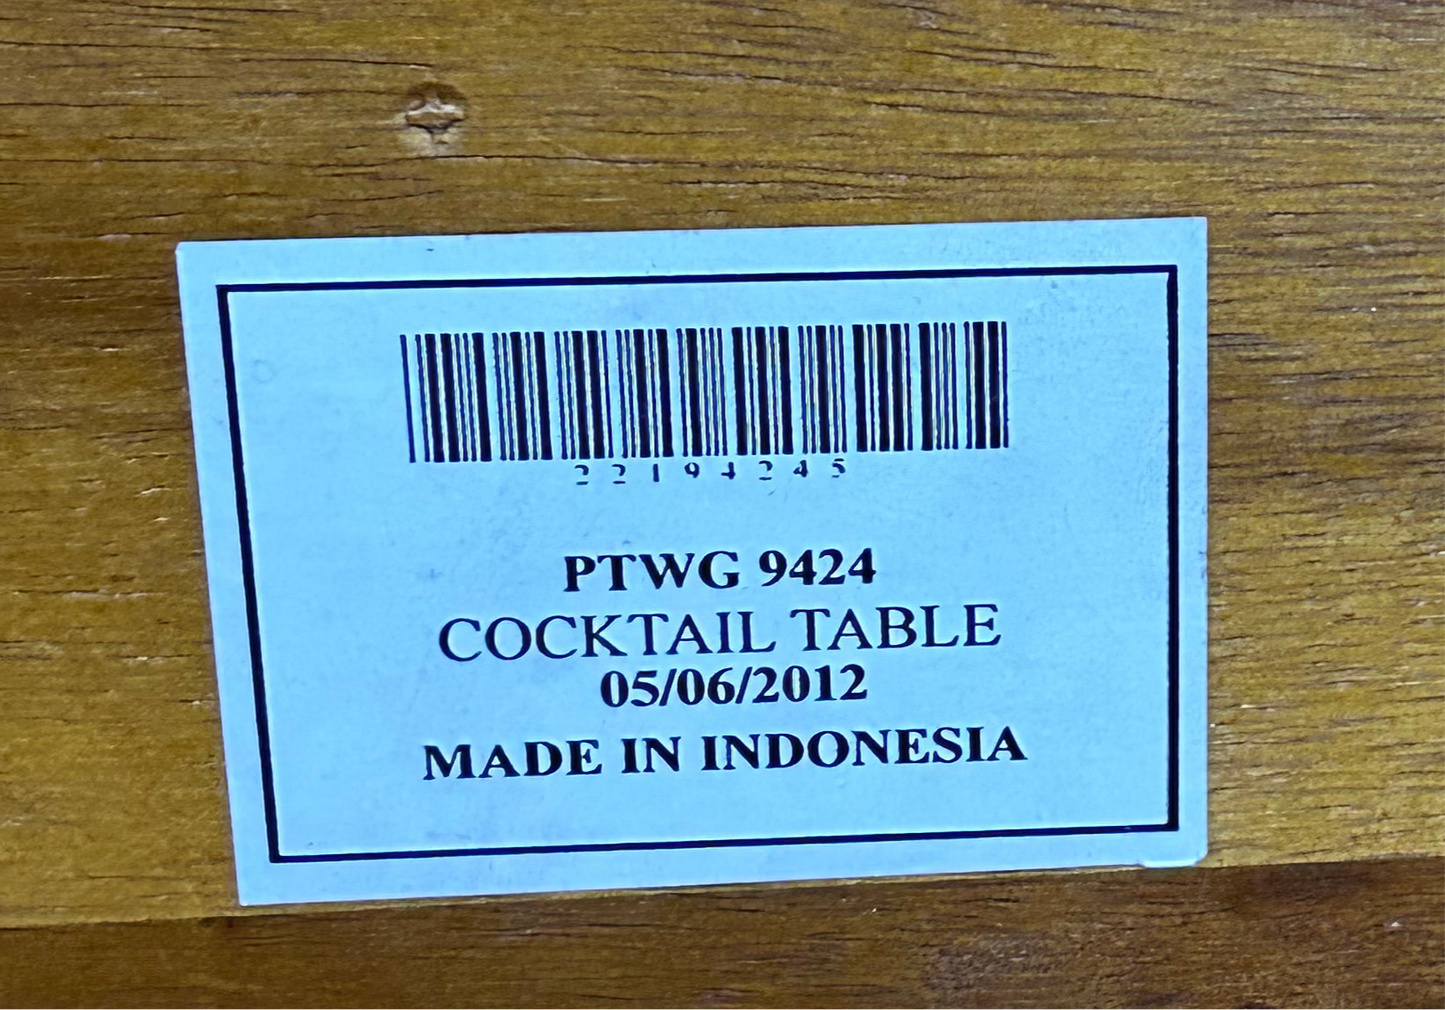 22194245
PTWG 9424
COCKTAIL TABLE
05/06/2012
MADE IN INDONESIA